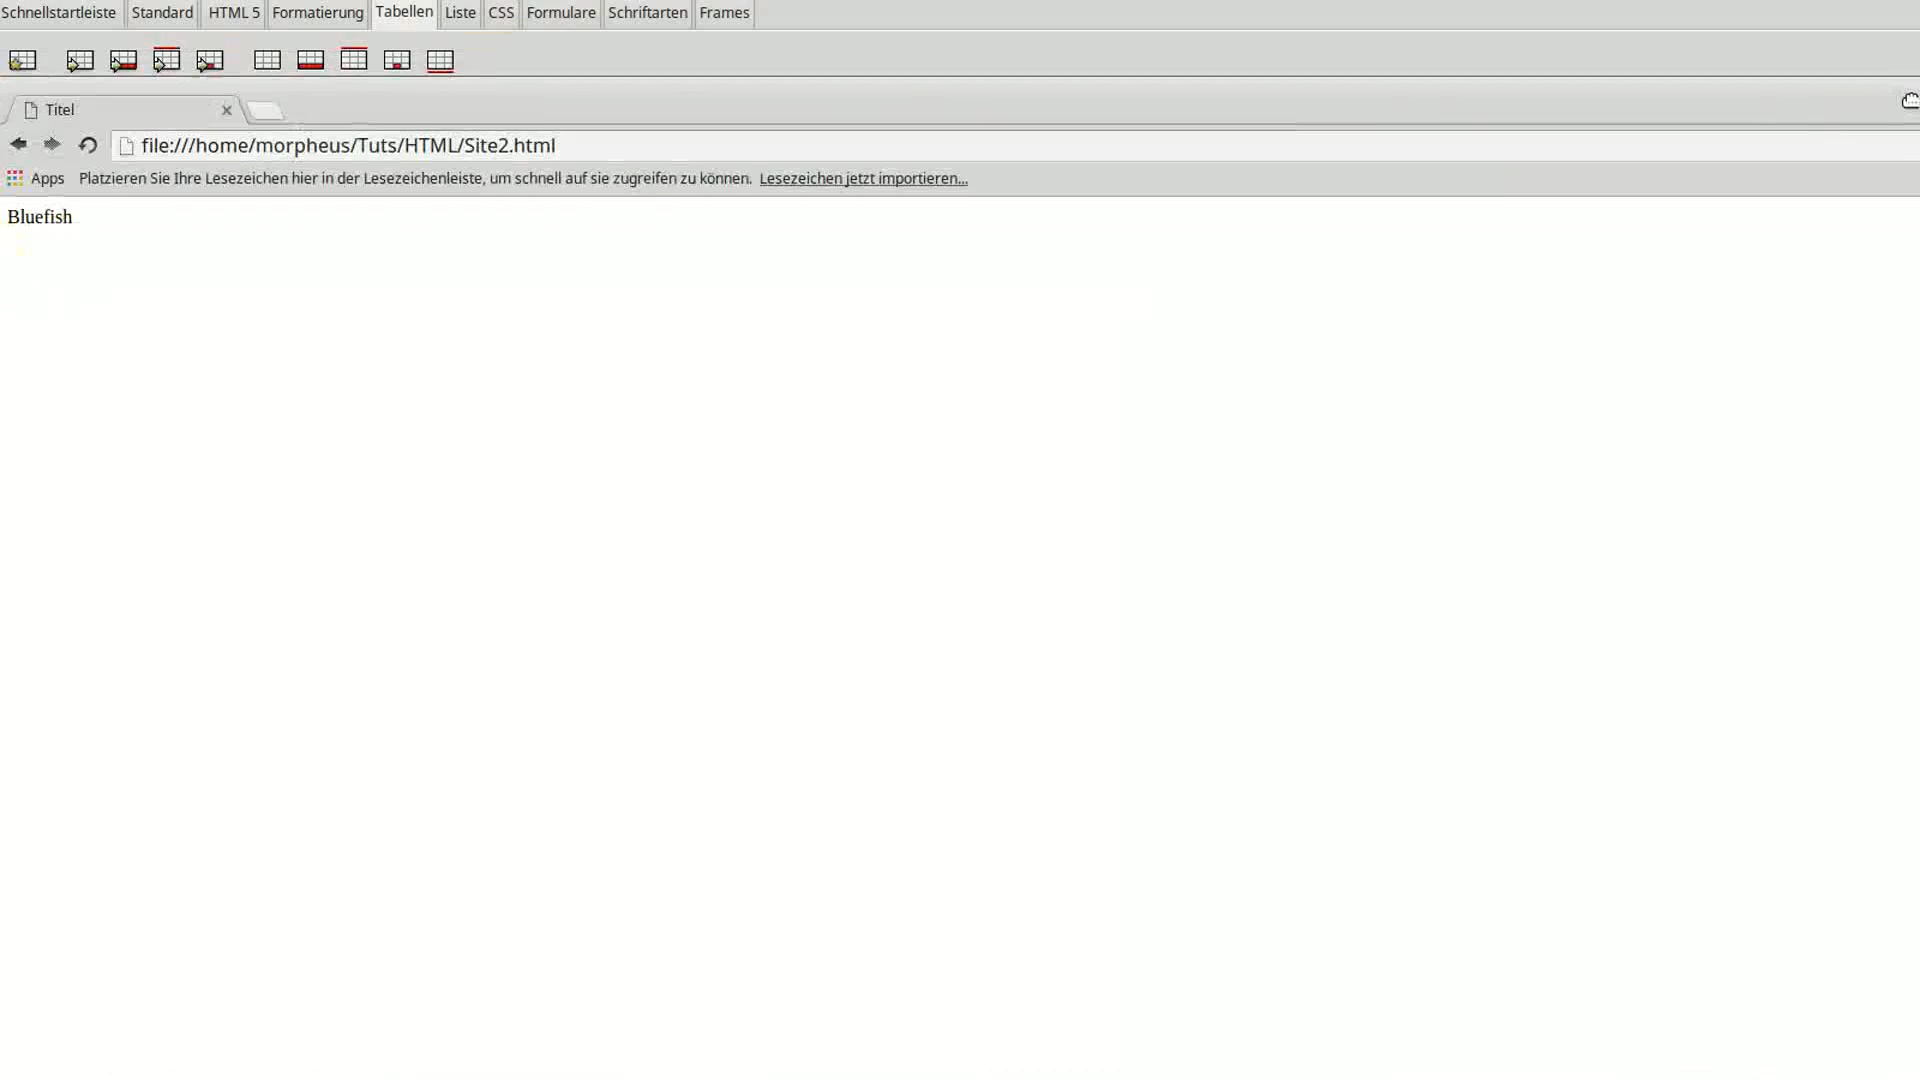 Schnellstartleiste Standard HTML 5 Formatierung Tabellen Liste CSS Formulare Schriftarten Frames
Titel
file:///home/morpheus/Tuts/HTML/Site2.html
Apps Platzieren Sie Ihre Lesezeichen hier in der Lesezeichenleiste, um schnell auf sie zugreifen zu können. Lesezeichen jetzt importieren...
Bluefish